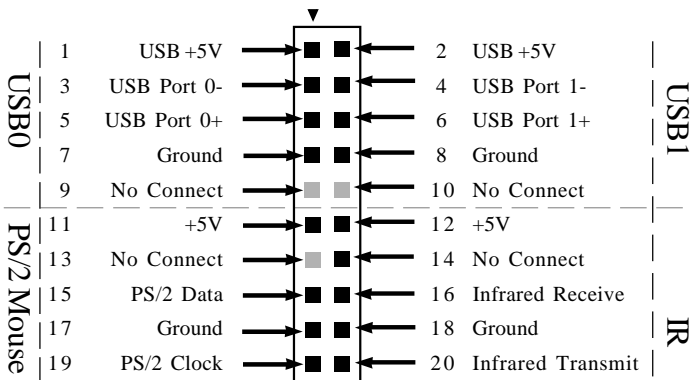 1 USB +5V 2 USB +5V
3 USB Port 0- 4 USB Port 1-
5 USB Port 0+ 6 USB Port 1+
7 Ground 8 Ground
9 No Connect 10 No Connect
11 +5V 12 +5V
13 No Connect 14 No Connect
15 PS/2 Data 16 Infrared Receive
17 Ground 18 Ground
19 PS/2 Clock 20 Infrared Transmit
USB0
PS/2 Mouse
USB1
IR